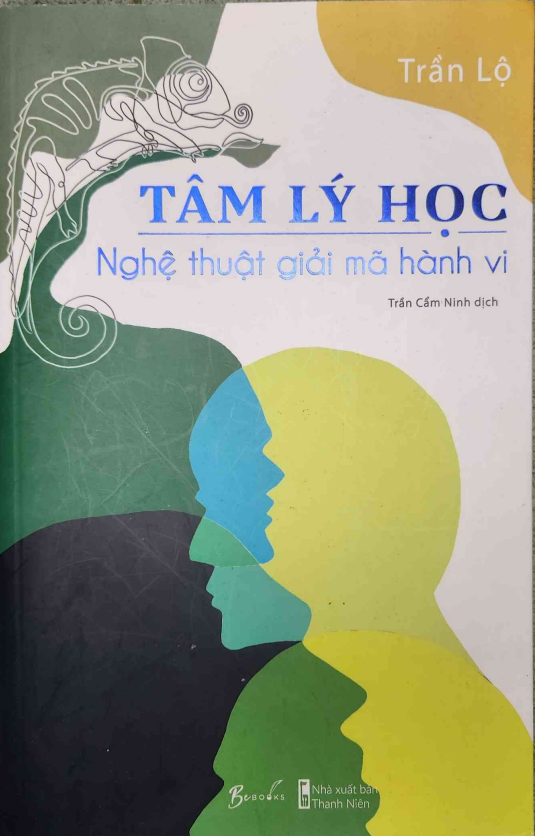 Trần Lộ
TÂM LÝ HỌC
Nghệ thuật giải mã hành vi
Trần Cẩm Ninh dịch
BeBOOKS
Nhà xuất bản
Thanh Niên